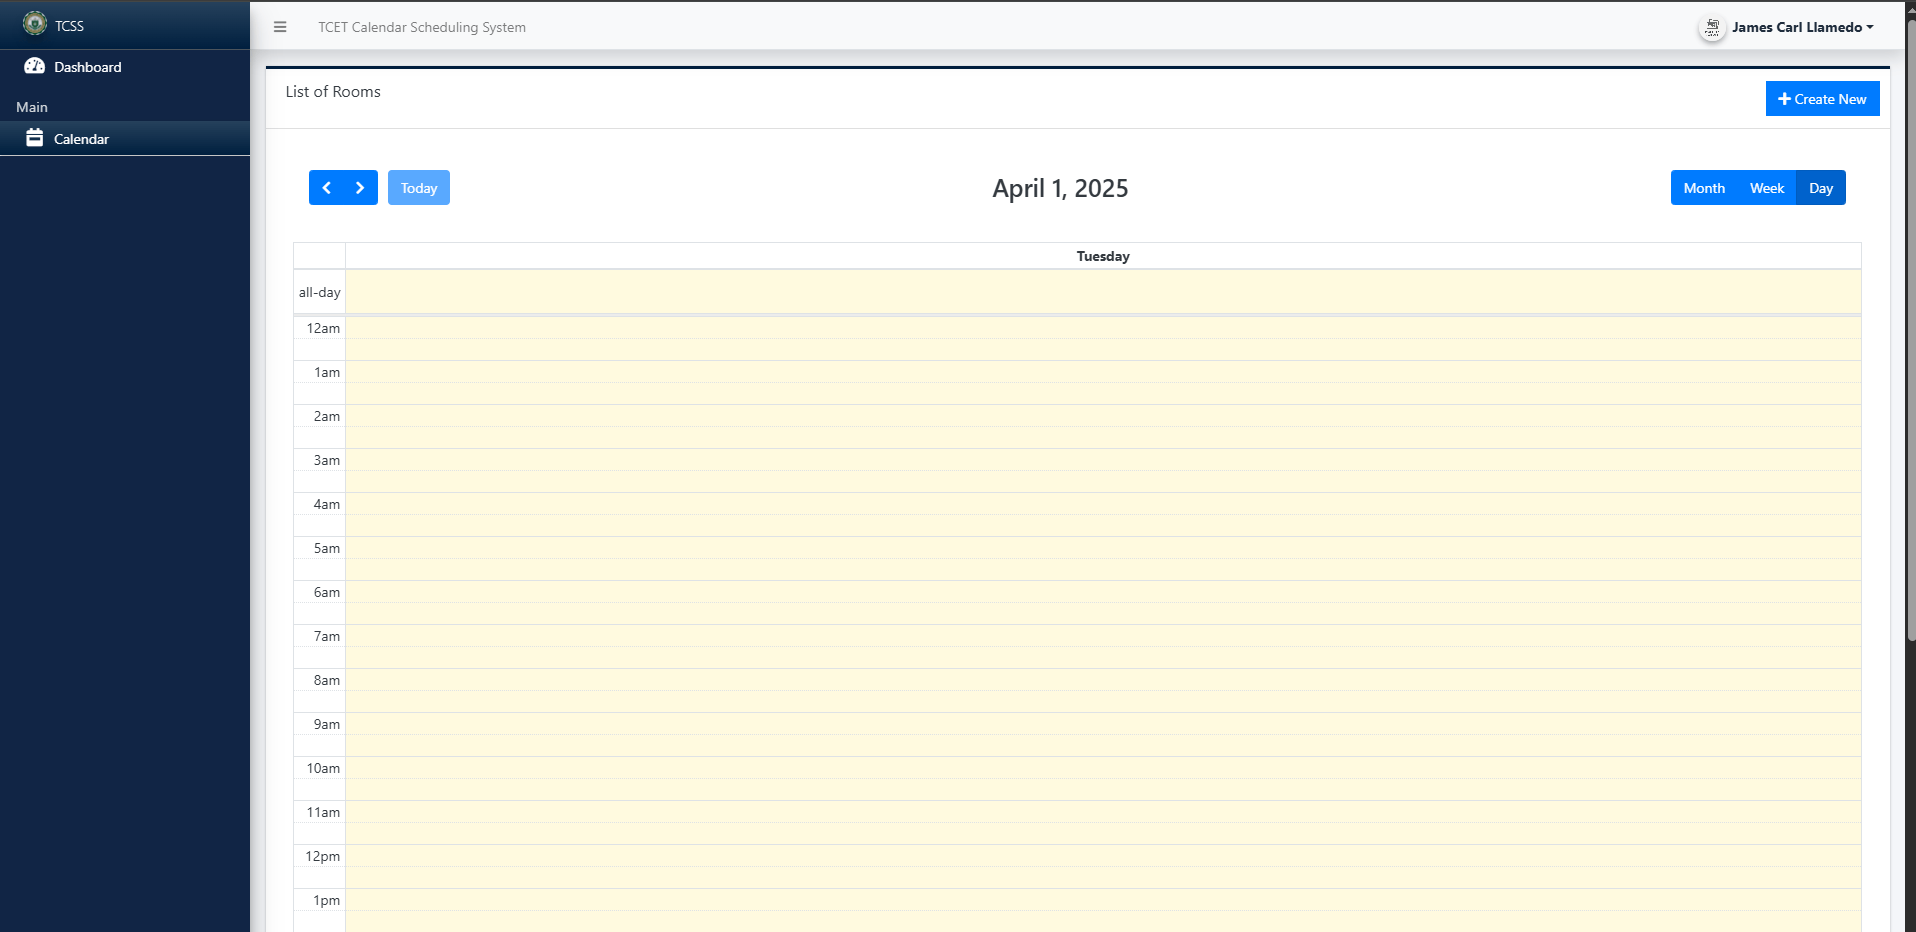 TCSS
TCET Calendar Scheduling System
James Carl Llamedo
Dashboard
Main
Calendar
List of Rooms
Create New
Today
April 1, 2025
Month Week Day
Tuesday
all-day
12am
1am
2am
3am
4am
5am
6am
7am
8am
9am
10am
11am
12pm
1pm